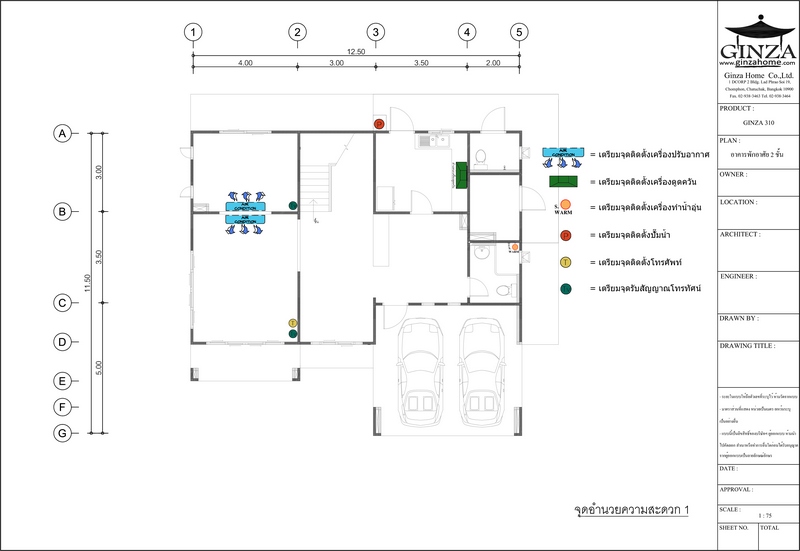 1
2
3
4
5
12.50
4.00
3.00
3.50
2.00
A
B
C
D
E
F
G
3.00
3.50
5.00
11.50
P
AIR
CONDITION
AIR
CONDITION
T
S.
WARM
AIR
CONDITION
= เตรียมจุดติดตั้งเครื่องปรับอากาศ
= เตรียมจุดติดตั้งเครื่องดูดควัน
S.
WARM
= เตรียมจุดติดตั้งเครื่องทำน้ำอุ่น
P
= เตรียมจุดติดตั้งปั๊มน้ำ
T
= เตรียมจุดติดตั้งโทรศัพท์
= เตรียมจุดรับสัญญาณโทรทัศน์
จุดอำนวยความสะดวก 1
GINZA
www.ginzahome.com
Ginza Home Co.,Ltd.
1 DCORP 2 Bldg. Lad Phrao Soi 19,
Chomphon, Chatuchak, Bangkok 10900
Fax. 02-938-3463 Tel. 02-938-3464
PRODUCT :
GINZA 310
PLAN :
อาคารพักอาศัย 2 ชั้น
OWNER :
LOCATION :
ARCHITECT :
ENGINEER :
DRAWN BY :
DRAWING TITLE :
DATE :
APPROVAL :
SCALE :
1 : 75
SHEET NO.
TOTAL